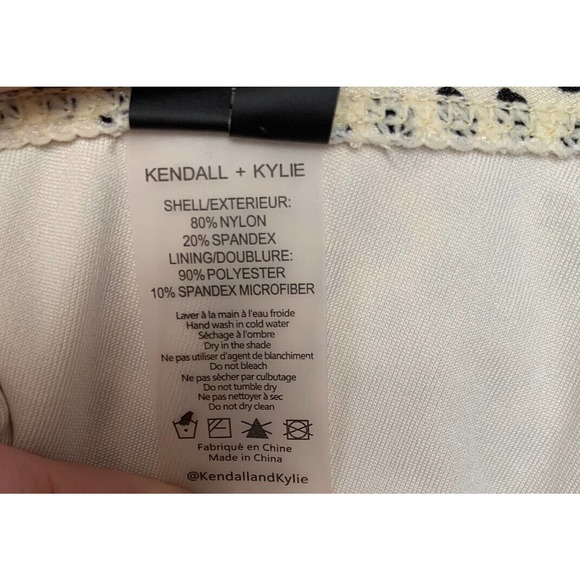 KENDALL + KYLIE
SHELL/EXTERIEUR:
80% NYLON
20% SPANDEX
LINING/DOUBLURE:
90% POLYESTER
10% SPANDEX MICROFIBER
Laver à la main à l'eau froide
Hand wash in cold water
Séchage à l'ombre
Dry in the shade
Ne pas utiliser d'agent de blanchiment
Do not bleach
Ne pas sécher par culbutage
Do not tumble dry
Ne pas nettoyer à sec
Do not dry clean
Fabriqué en Chine
Made in China
@KendallandKylie